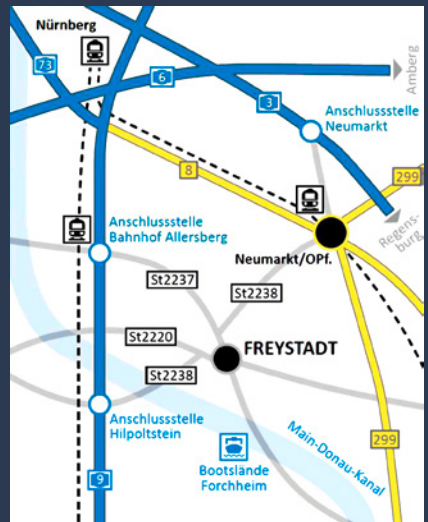 Nürnberg
73
6
Amberg
3
Anschlussstelle
Neumarkt
8
299
Regens-
burg
Anschlussstelle
Bahnhof Allersberg
Neumarkt/OPf.
St2237
St2238
St2220
FREYSTADT
St2238
Anschlussstelle
Hilpoltstein
Main-Donau-Kanal
299
Bootslände
Forchheim
9